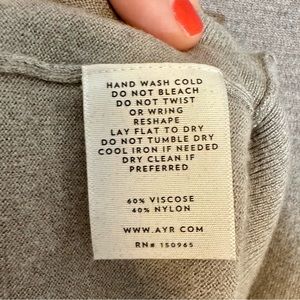 HAND WASH COLD
DO NOT BLEACH
DO NOT TWIST
OR WRING
RESHAPE
LAY FLAT TO DRY
DO NOT TUMBLE DRY
COOL IRON IF NEEDED
DRY CLEAN IF
PREFERRED
60% VISCOSE
40% NYLON
WWW.AYR.COM
RN# 150965